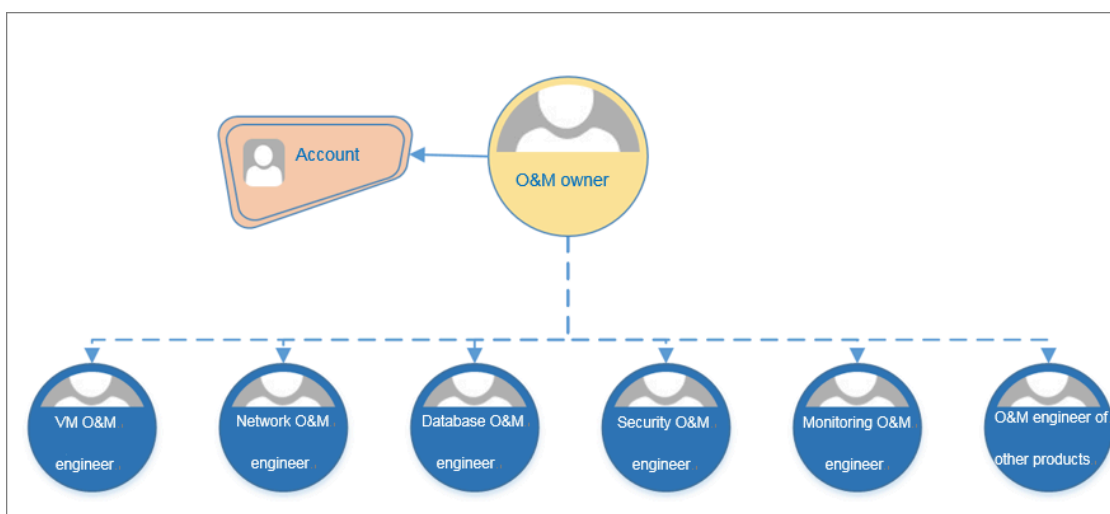 Account
O&M owner
VM O&M
engineer
Network O&M
engineer
Database O&M
engineer
Security O&M
engineer
Monitoring O&M
engineer
O&M engineer of
other products